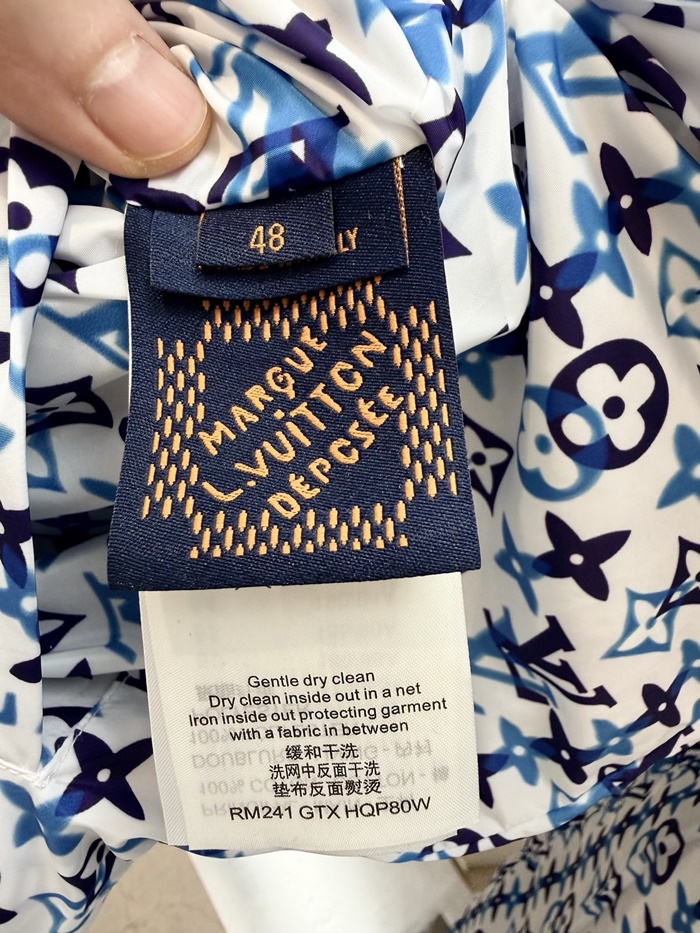 48
LY
MARQUE
L.VUITTON
DÉPOSÉE
Gentle dry clean
Dry clean inside out in a net
Iron inside out protecting garment
with a fabric in between
缓和干洗
洗网中反面干洗
垫布反面熨烫
RM241 GTX HQP80W